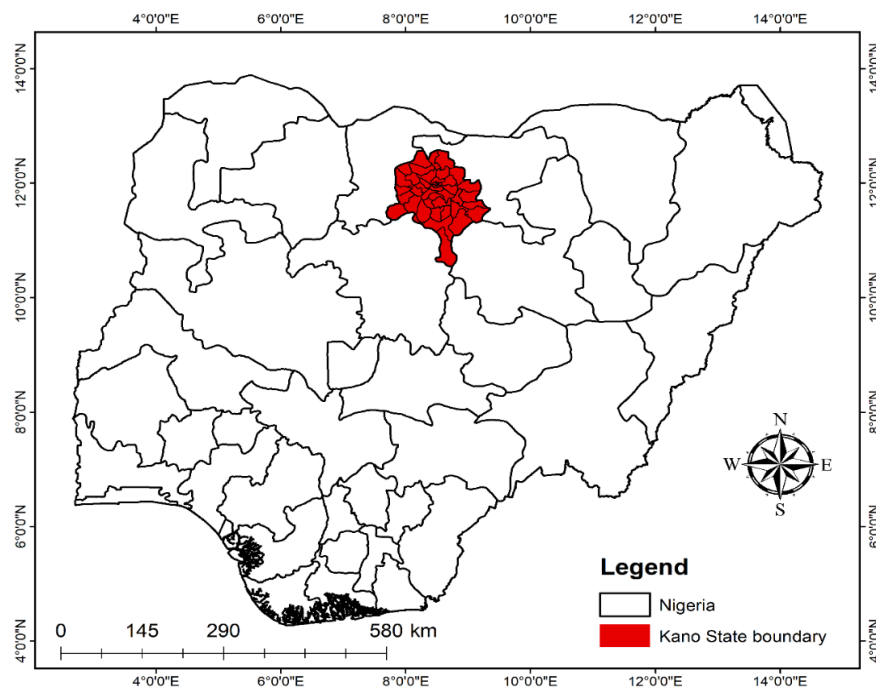 4°0'0"E 6°0'0"E 8°0'0"E 10°0'0"E 12°0'0"E 14°0'0"E
14°0'0"N 14°0'0"N
12°0'0"N 12°0'0"N
10°0'0"N 10°0'0"N
8°0'0"N 8°0'0"N
N
W E
S
6°0'0"N 6°0'0"N
Legend
Nigeria
0 145 290 580 km Kano State boundary
4°0'0"N 4°0'0"N
4°0'0"E 6°0'0"E 8°0'0"E 10°0'0"E 12°0'0"E 14°0'0"E